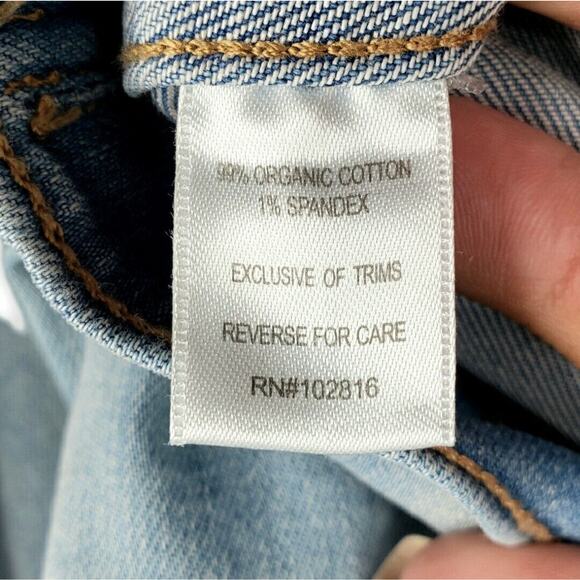 99% ORGANIC COTTON
1% SPANDEX
EXCLUSIVE OF TRIMS
REVERSE FOR CARE
RN#102816